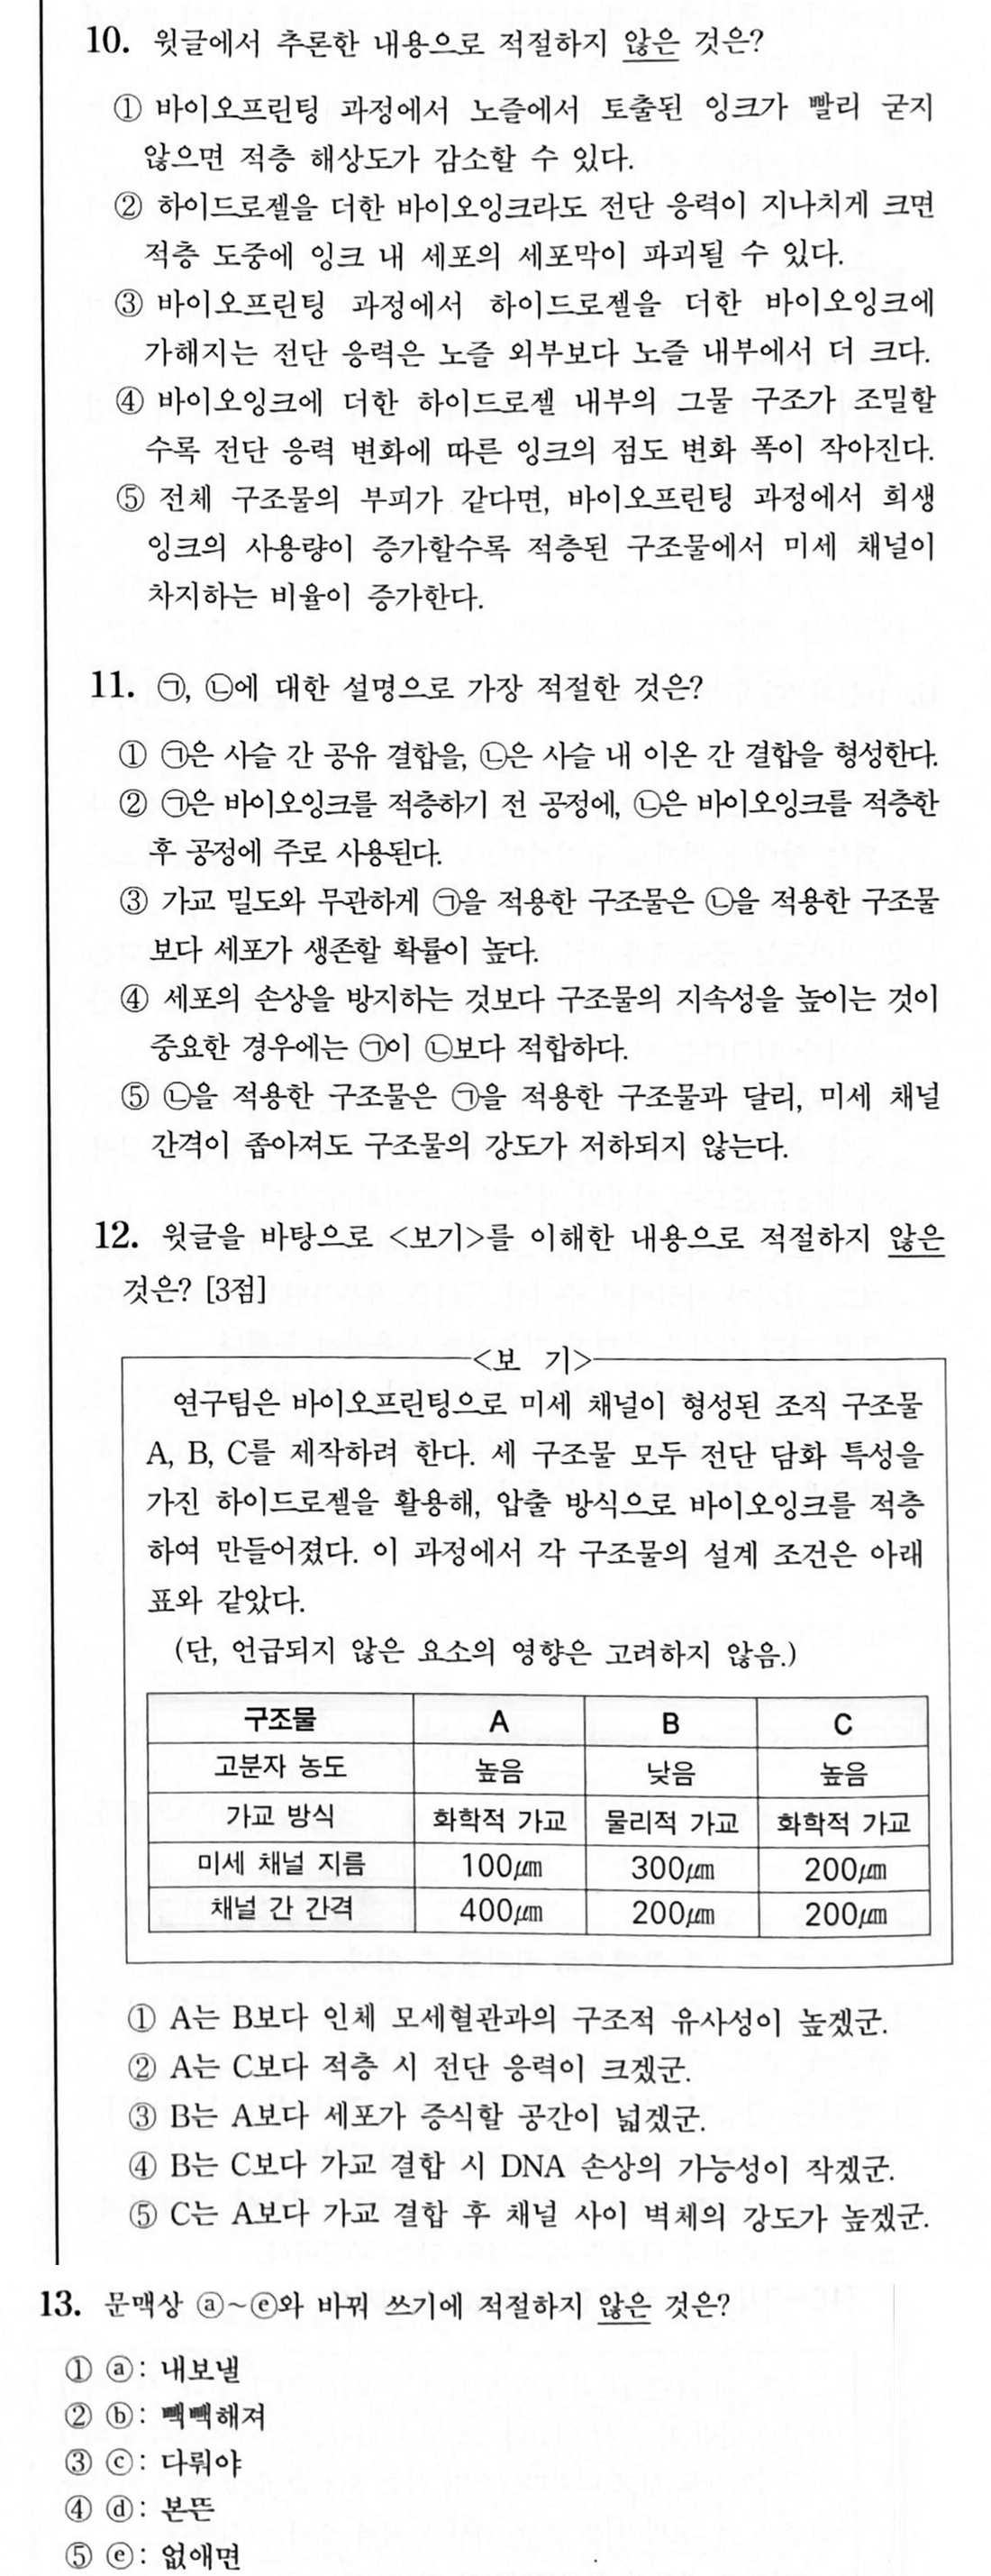 10. 윗글에서 추론한 내용으로 적절하지 않은 것은?
① 바이오프린팅 과정에서 노즐에서 토출된 잉크가 빨리 굳지
않으면 적층 해상도가 감소할 수 있다.
② 하이드로젤을 더한 바이오잉크라도 전단 응력이 지나치게 크면
적층 도중에 잉크 내 세포의 세포막이 파괴될 수 있다.
③ 바이오프린팅 과정에서 하이드로젤을 더한 바이오잉크에
가해지는 전단 응력은 노즐 외부보다 노즐 내부에서 더 크다.
④ 바이오잉크에 더한 하이드로젤 내부의 그물 구조가 조밀할
수록 전단 응력 변화에 따른 잉크의 점도 변화 폭이 작아진다.
⑤ 전체 구조물의 부피가 같다면, 바이오프린팅 과정에서 희생
잉크의 사용량이 증가할수록 적층된 구조물에서 미세 채널이
차지하는 비율이 증가한다.
11. ㉠, ㉡에 대한 설명으로 가장 적절한 것은?
① ㉠은 사슬 간 공유 결합을, ㉡은 사슬 내 이온 간 결합을 형성한다.
② ㉠은 바이오잉크를 적층하기 전 공정에, ㉡은 바이오잉크를 적층한
후 공정에 주로 사용된다.
③ 가교 밀도와 무관하게 ㉠을 적용한 구조물은 ㉡을 적용한 구조물
보다 세포가 생존할 확률이 높다.
④ 세포의 손상을 방지하는 것보다 구조물의 지속성을 높이는 것이
중요한 경우에는 ㉠이 ㉡보다 적합하다.
⑤ ㉡을 적용한 구조물은 ㉠을 적용한 구조물과 달리, 미세 채널
간격이 좁아져도 구조물의 강도가 저하되지 않는다.
12. 윗글을 바탕으로 <보기>를 이해한 내용으로 적절하지 않은
것은? [3점]
<보 기>
연구팀은 바이오프린팅으로 미세 채널이 형성된 조직 구조물
A, B, C를 제작하려 한다. 세 구조물 모두 전단 담화 특성을
가진 하이드로젤을 활용해, 압출 방식으로 바이오잉크를 적층
하여 만들어졌다. 이 과정에서 각 구조물의 설계 조건은 아래
표와 같았다.
(단, 언급되지 않은 요소의 영향은 고려하지 않음.)
구조물 A B C
고분자 농도 높음 낮음 높음
가교 방식 화학적 가교 물리적 가교 화학적 가교
미세 채널 지름 100㎛ 300㎛ 200㎛
채널 간 간격 400㎛ 200㎛ 200㎛
① A는 B보다 인체 모세혈관과의 구조적 유사성이 높겠군.
② A는 C보다 적층 시 전단 응력이 크겠군.
③ B는 A보다 세포가 증식할 공간이 넓겠군.
④ B는 C보다 가교 결합 시 DNA 손상의 가능성이 작겠군.
⑤ C는 A보다 가교 결합 후 채널 사이 벽체의 강도가 높겠군.
13. 문맥상 ⓐ~ⓔ와 바꿔 쓰기에 적절하지 않은 것은?
① ⓐ: 내보낼
② ⓑ: 빽빽해져
③ ⓒ: 다뤄야
④ ⓓ: 본뜬
⑤ ⓔ: 없애면